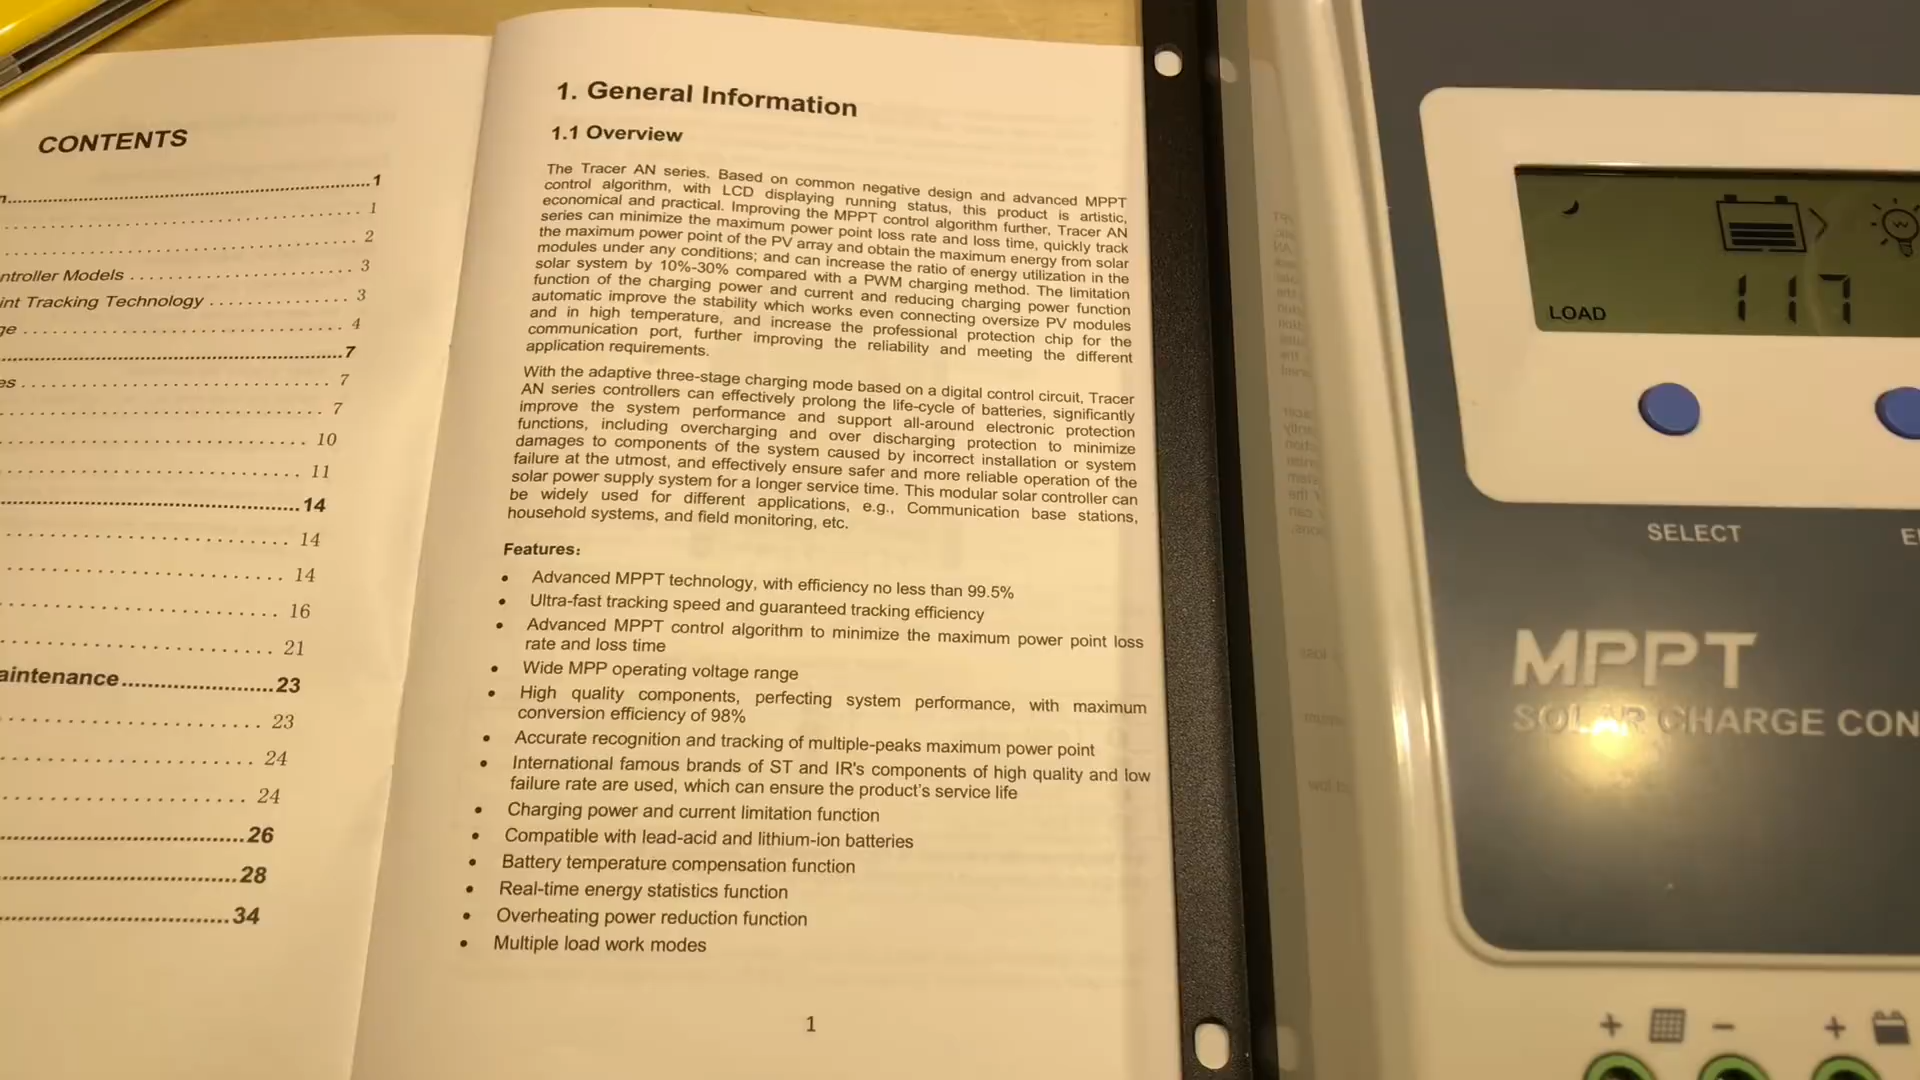 CONTENTS
1
1
2
ntroller Models 3
int Tracking Technology 3
ge 4
7
es 7
7
10
11
14
14
14
16
21
aintenance 23
23
24
24
26
28
34
1. General Information
1.1 Overview
The Tracer AN series. Based on common negative design and advanced MPPT
control algorithm, with LCD displaying running status, this product is artistic,
economical and practical. Improving the MPPT control algorithm further, Tracer AN
series can minimize the maximum power point loss rate and loss time, quickly track
the maximum power point of the PV array and obtain the maximum energy from solar
modules under any conditions; and can increase the ratio of energy utilization in the
solar system by 10%-30% compared with a PWM charging method. The limitation
function of the charging power and current and reducing charging power function
automatic improve the stability which works even connecting oversize PV modules
and in high temperature, and increase the professional protection chip for the
communication port, further improving the reliability and meeting the different
application requirements.
With the adaptive three-stage charging mode based on a digital control circuit, Tracer
AN series controllers can effectively prolong the life-cycle of batteries, significantly
improve the system performance and support all-around electronic protection
functions, including overcharging and over discharging protection to minimize
damages to components of the system caused by incorrect installation or system
failure at the utmost, and effectively ensure safer and more reliable operation of the
solar power supply system for a longer service time. This modular solar controller can
be widely used for different applications, e.g., Communication base stations,
household systems, and field monitoring, etc.
Features:
• Advanced MPPT technology, with efficiency no less than 99.5%
• Ultra-fast tracking speed and guaranteed tracking efficiency
• Advanced MPPT control algorithm to minimize the maximum power point loss
rate and loss time
• Wide MPP operating voltage range
• High quality components, perfecting system performance, with maximum
conversion efficiency of 98%
• Accurate recognition and tracking of multiple-peaks maximum power point
• International famous brands of ST and IR's components of high quality and low
failure rate are used, which can ensure the product's service life
• Charging power and current limitation function
• Compatible with lead-acid and lithium-ion batteries
• Battery temperature compensation function
• Real-time energy statistics function
• Overheating power reduction function
• Multiple load work modes
1
LOAD 117
SELECT
MPPT
SOLAR CHARGE CON
+ − +